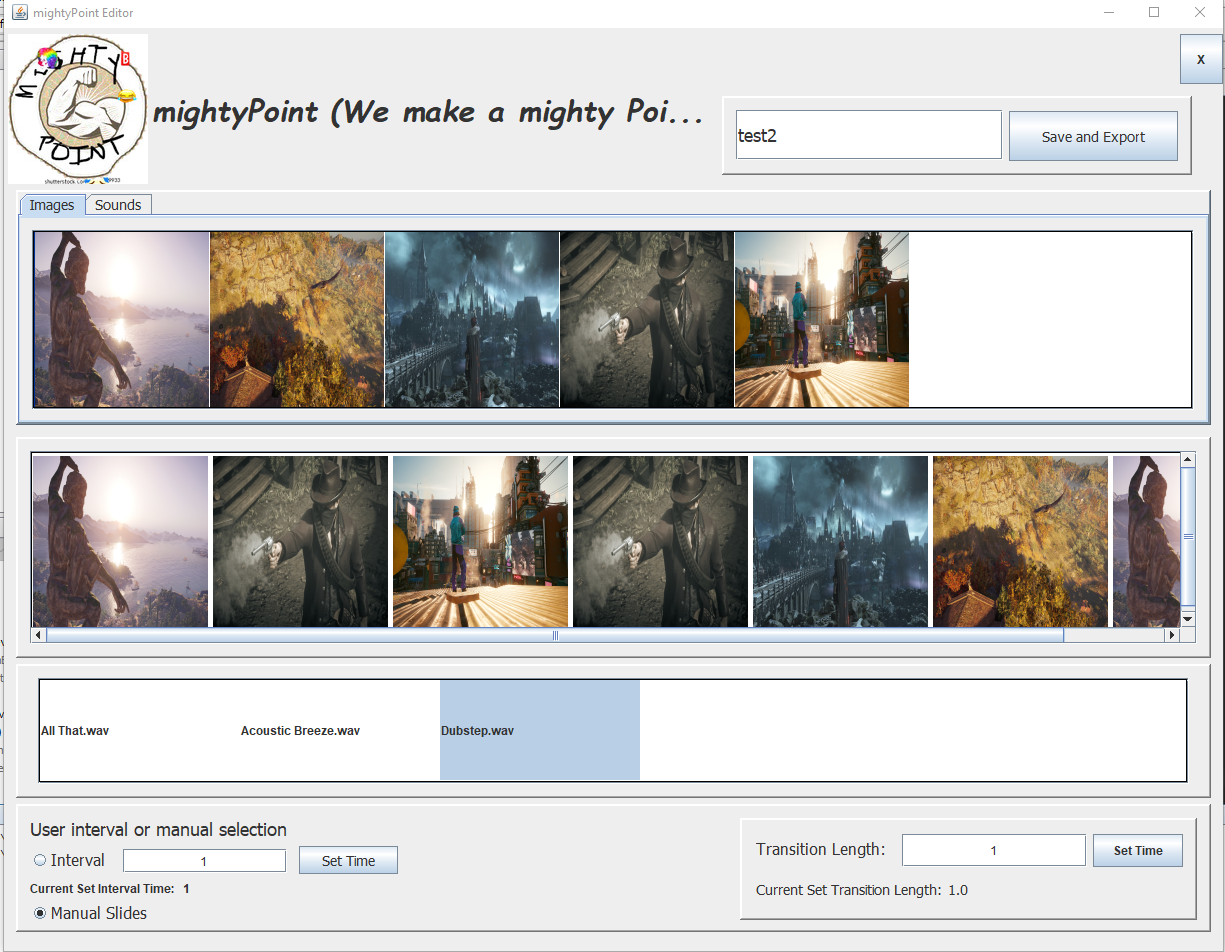 mightyPoint Editor
MIGHTY
B
POINT
mightyPoint (We make a mighty Poi...
X
test2
Save and Export
Images
Sounds
All That.wav
Acoustic Breeze.wav
Dubstep.wav
User interval or manual selection
Interval
1
Set Time
Current Set Interval Time: 1
Manual Slides
Transition Length:
1
Set Time
Current Set Transition Length: 1.0